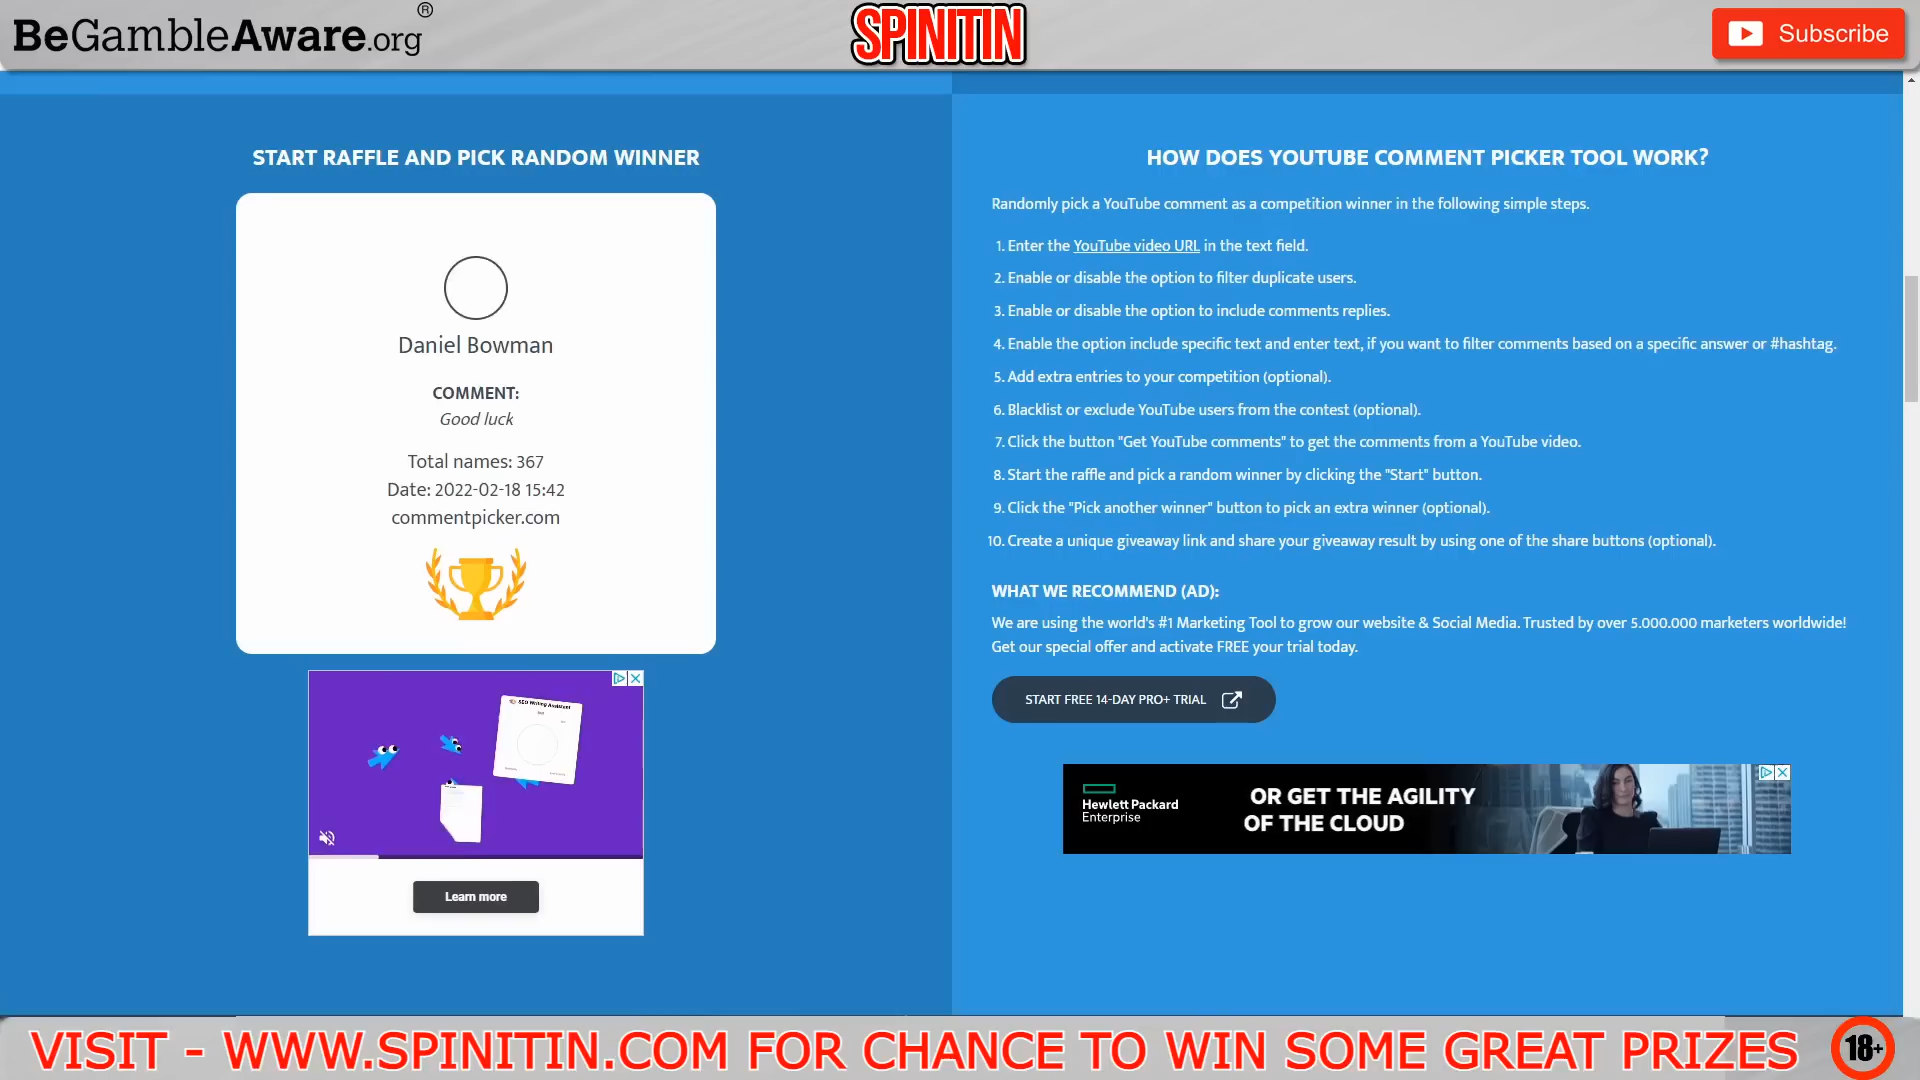 BeGambleAware.org®
SPINITIN
Subscribe
START RAFFLE AND PICK RANDOM WINNER
Daniel Bowman
COMMENT:
Good luck
Total names: 367
Date: 2022-02-18 15:42
commentpicker.com
SEO Writing Assistant
Learn more
HOW DOES YOUTUBE COMMENT PICKER TOOL WORK?
Randomly pick a YouTube comment as a competition winner in the following simple steps.
1. Enter the YouTube video URL in the text field.
2. Enable or disable the option to filter duplicate users.
3. Enable or disable the option to include comments replies.
4. Enable the option include specific text and enter text, if you want to filter comments based on a specific answer or #hashtag.
5. Add extra entries to your competition (optional).
6. Blacklist or exclude YouTube users from the contest (optional).
7. Click the button "Get YouTube comments" to get the comments from a YouTube video.
8. Start the raffle and pick a random winner by clicking the "Start" button.
9. Click the "Pick another winner" button to pick an extra winner (optional).
10. Create a unique giveaway link and share your giveaway result by using one of the share buttons (optional).
WHAT WE RECOMMEND (AD):
We are using the world's #1 Marketing Tool to grow our website & Social Media. Trusted by over 5.000.000 marketers worldwide!
Get our special offer and activate FREE your trial today.
START FREE 14-DAY PRO+ TRIAL
Hewlett Packard
Enterprise
OR GET THE AGILITY
OF THE CLOUD
VISIT - WWW.SPINITIN.COM FOR CHANCE TO WIN SOME GREAT PRIZES
18+